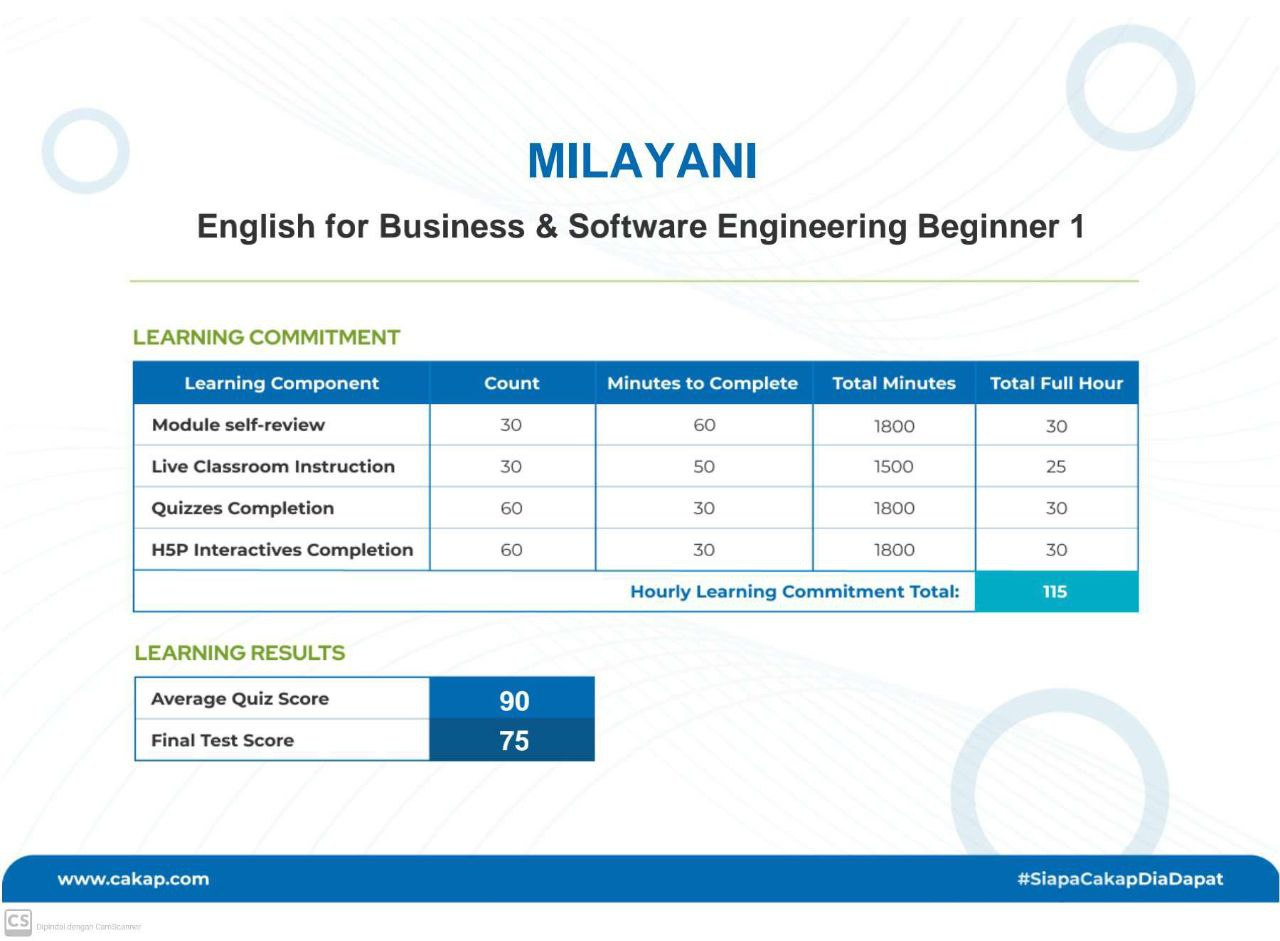 MILAYANI
English for Business & Software Engineering Beginner 1
LEARNING COMMITMENT
Learning Component Count Minutes to Complete Total Minutes Total Full Hour
Module self-review 30 60 1800 30
Live Classroom Instruction 30 50 1500 25
Quizzes Completion 60 30 1800 30
H5P Interactives Completion 60 30 1800 30
Hourly Learning Commitment Total: 115
LEARNING RESULTS
Average Quiz Score 90
Final Test Score 75
www.cakap.com #SiapaCakapDiaDapat
CS Dipindai dengan CamScanner